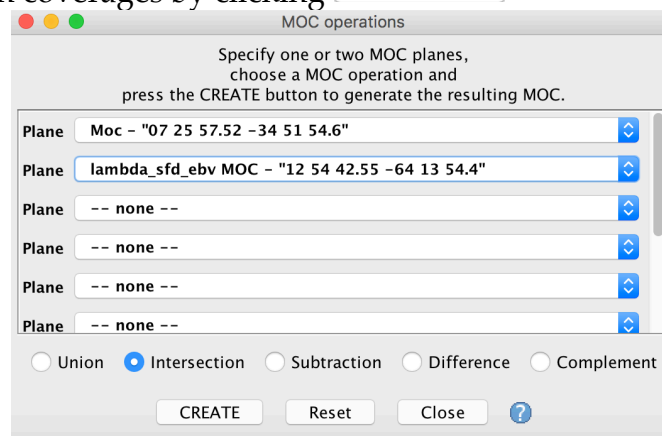 coverages by clicking
MOC operations
Specify one or two MOC planes,
choose a MOC operation and
press the CREATE button to generate the resulting MOC.
Plane Moc - "07 25 57.52 -34 51 54.6"
Plane lambda_sfd_ebv MOC - "12 54 42.55 -64 13 54.4"
Plane -- none --
Plane -- none --
Plane -- none --
Plane -- none --
Union Intersection Subtraction Difference Complement
CREATE Reset Close ?